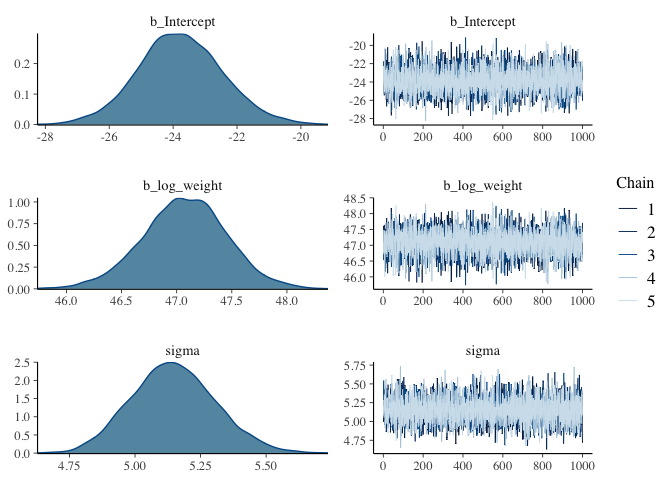 b_Intercept
0.2
0.1
0.0
-28 -26 -24 -22 -20
b_Intercept
-20
-22
-24
-26
-28
0 200 400 600 800 1000
b_log_weight
1.00
0.75
0.50
0.25
0.00
46.0 46.5 47.0 47.5 48.0
b_log_weight
48.5
48.0
47.5
47.0
46.5
46.0
0 200 400 600 800 1000
sigma
2.5
2.0
1.5
1.0
0.5
0.0
4.75 5.00 5.25 5.50
sigma
5.75
5.50
5.25
5.00
4.75
0 200 400 600 800 1000
Chain
1
2
3
4
5